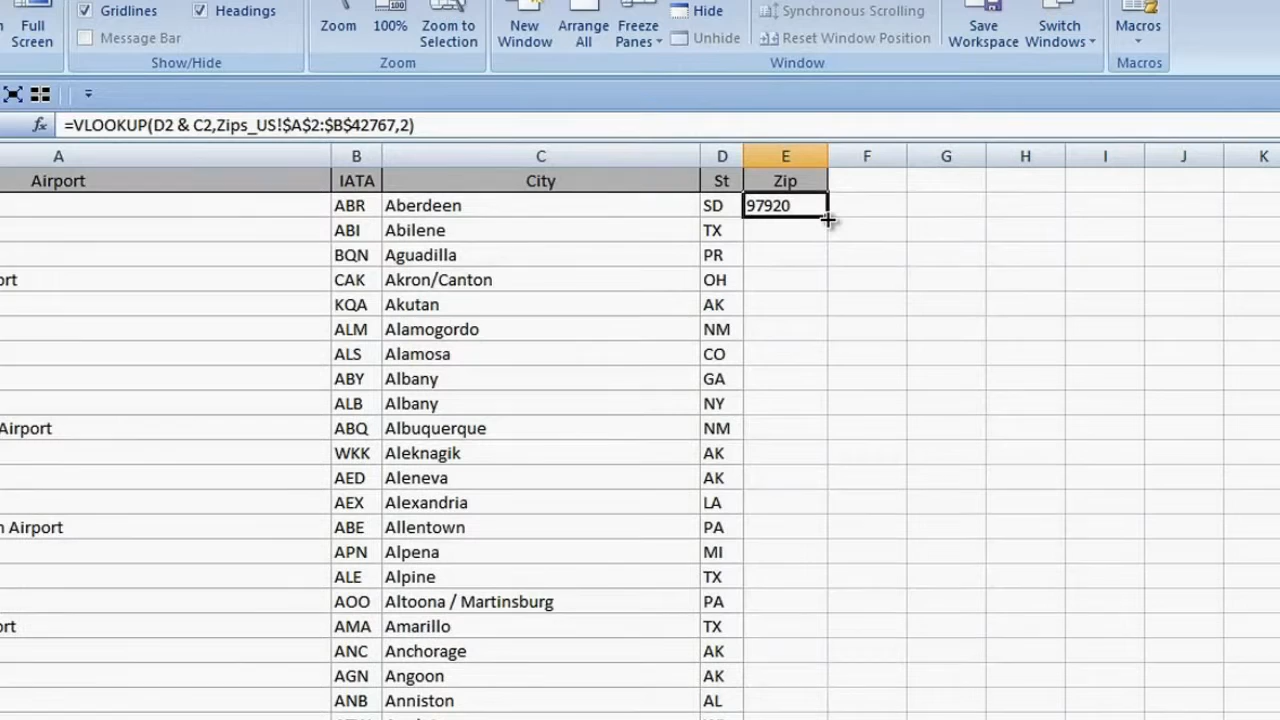 Gridlines Headings 100 Synchronous Scrolling
Full Screen Message Bar Zoom 100% Zoom to Selection New Window Arrange All Freeze Panes Hide Unhide Reset Window Position Save Workspace Switch Windows Macros
Show/Hide Zoom Window Macros
fx =VLOOKUP(D2 & C2,Zips_US!$A$2:$B$42767,2)
A B C D E F G H I J K
Airport IATA City St Zip
ABR Aberdeen SD 97920
ABI Abilene TX
BQN Aguadilla PR
ort CAK Akron/Canton OH
KQA Akutan AK
ALM Alamogordo NM
ALS Alamosa CO
ABY Albany GA
ALB Albany NY
Airport ABQ Albuquerque NM
WKK Aleknagik AK
AED Aleneva AK
AEX Alexandria LA
n Airport ABE Allentown PA
APN Alpena MI
ALE Alpine TX
AOO Altoona / Martinsburg PA
ort AMA Amarillo TX
ANC Anchorage AK
AGN Angoon AK
ANB Anniston AL